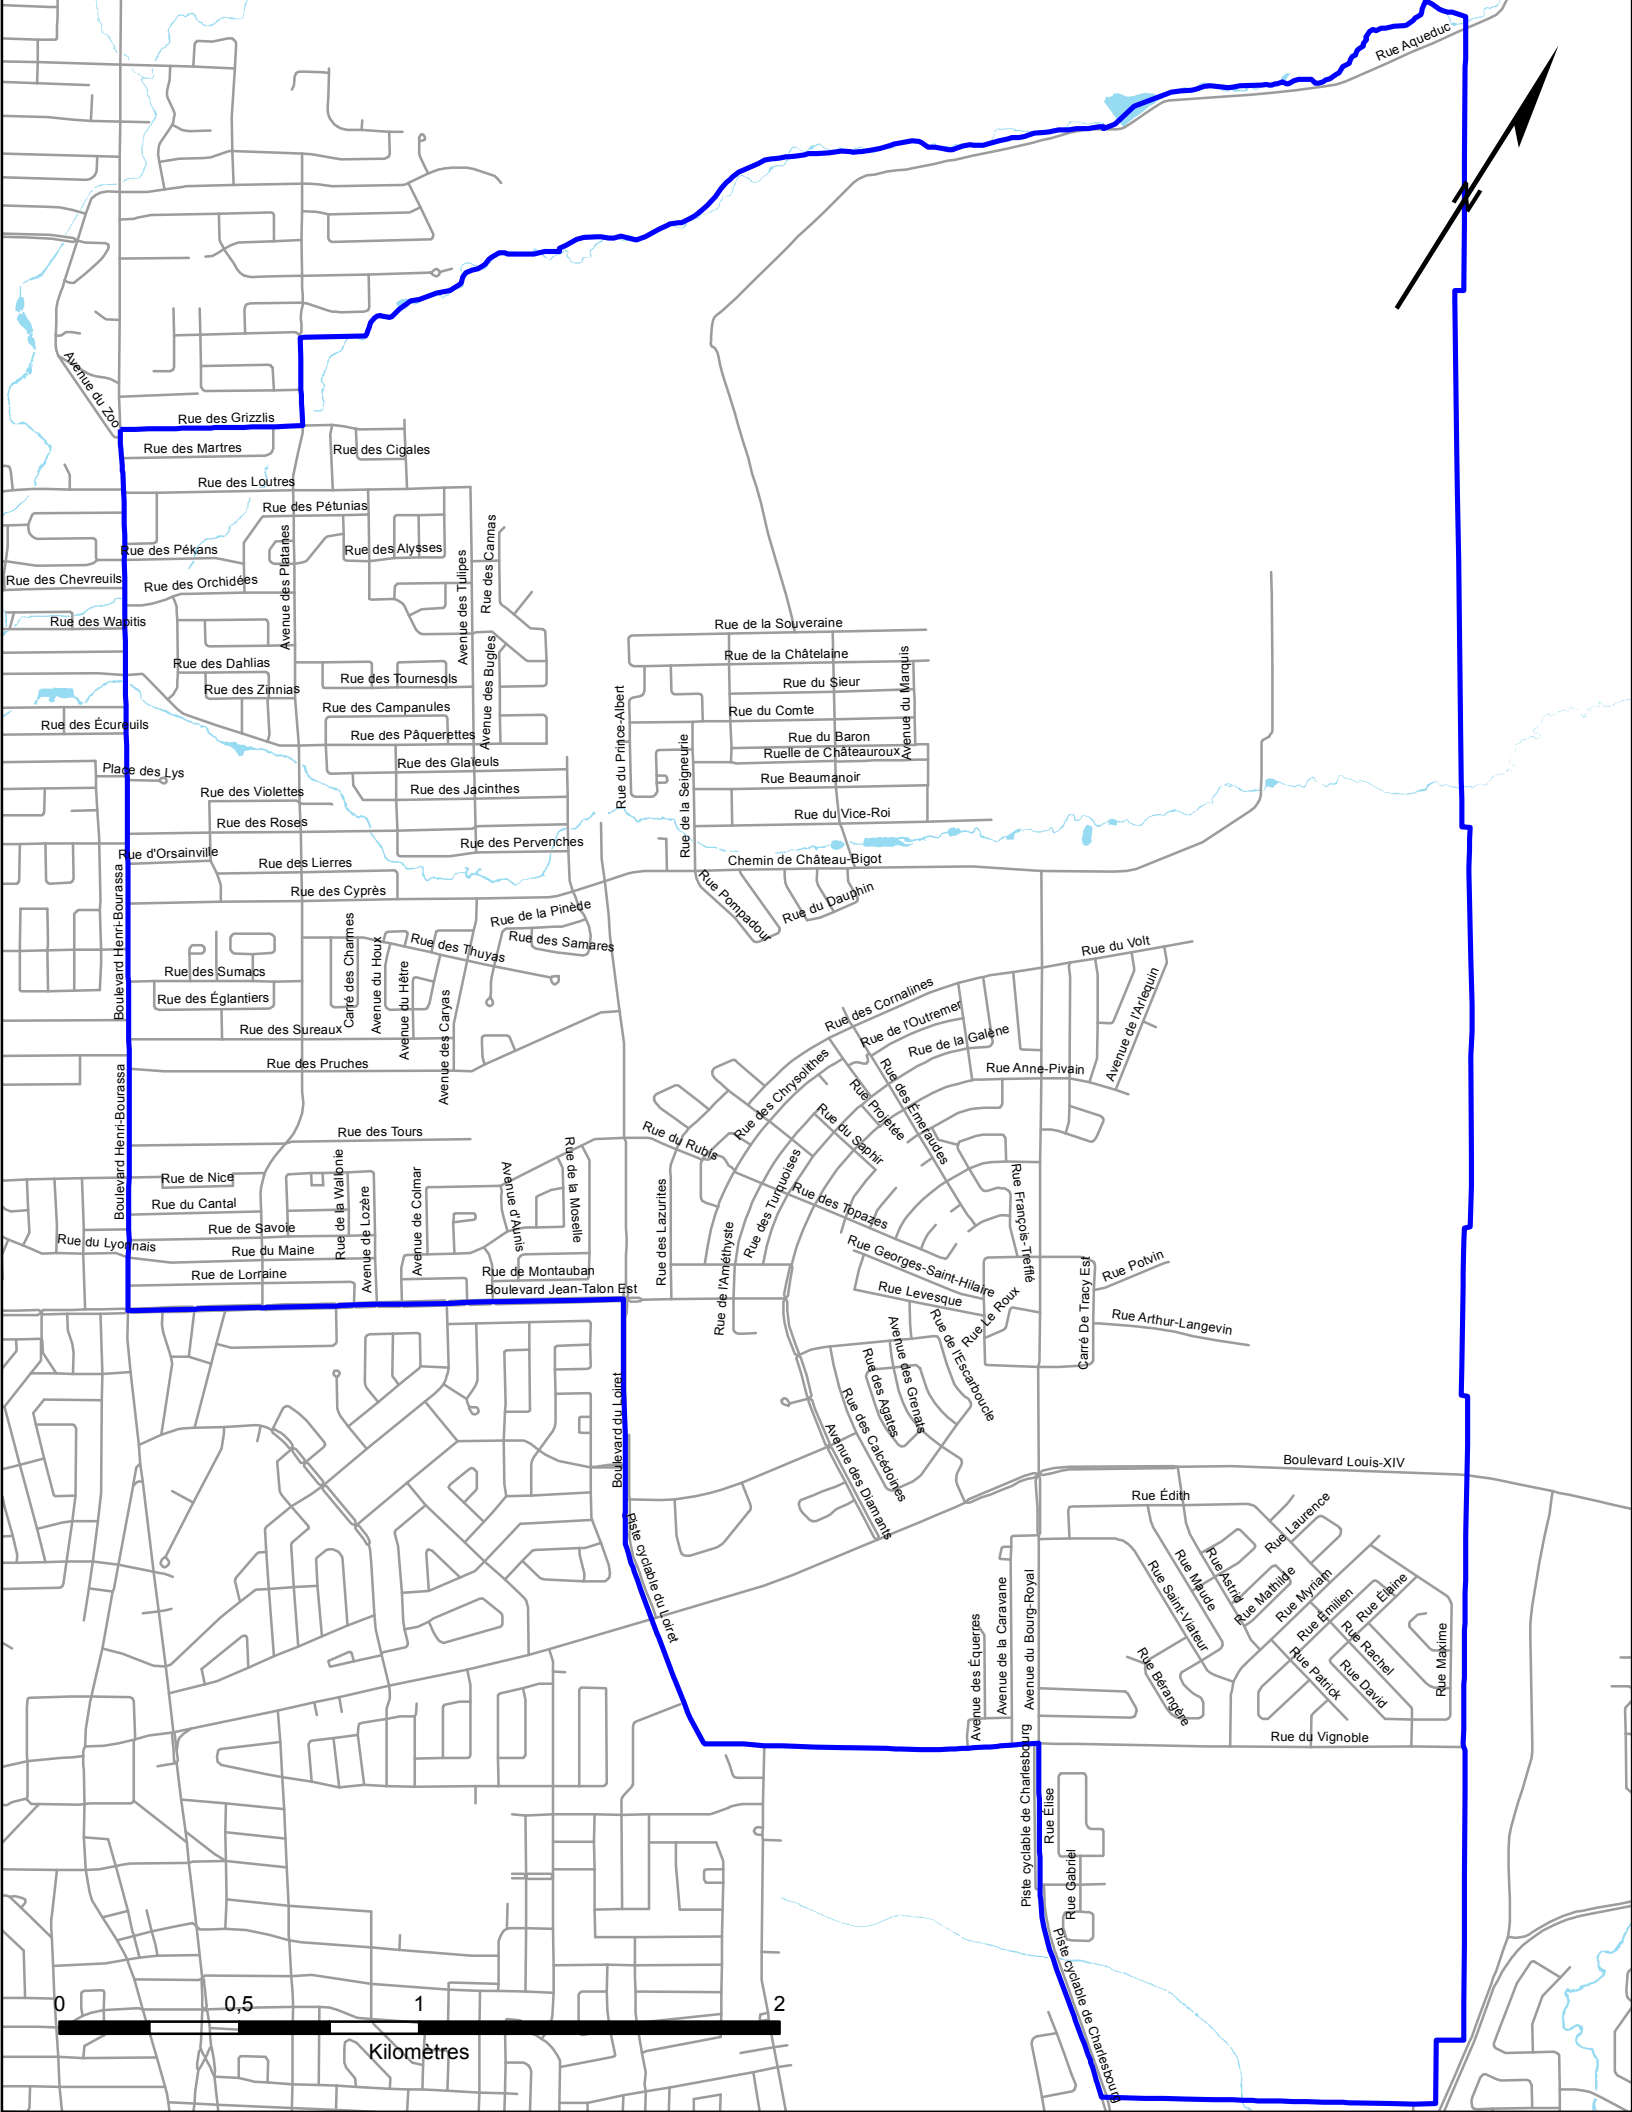 Rue Aqueduc
Avenue du Zoo
Rue des Grizzlis
Rue des Martres
Rue des Cigales
Rue des Loutres
Rue des Pétunias
Rue des Pékans
Rue des Alysses
Avenue des Platanes
Avenue des Tulipes
Rue des Cannas
Rue des Chevreuils
Rue des Orchidées
Rue des Wapitis
Rue de la Souveraine
Rue des Dahlias
Rue de la Châtelaine
Avenue du Marquis
Rue des Tournesols
Rue des Zinnias
Avenue des Bugles
Rue du Sieur
Rue des Campanules
Rue du Prince-Albert
Rue du Comte
Rue des Écureuils
Rue des Pâquerettes
Rue du Baron
Ruelle de Châteauroux
Rue de la Seigneurie
Rue des Glaïeuls
Place des Lys
Rue Beaumanoir
Rue des Violettes
Rue des Jacinthes
Rue du Vice-Roi
Rue des Roses
Rue des Pervenches
Rue d'Orsainville
Rue des Lierres
Chemin de Château-Bigot
Rue des Cyprès
Boulevard Henri-Bourassa
Rue Pompadour
Rue du Dauphin
Rue de la Pinède
Rue des Thuyas
Rue des Samares
Rue du Volt
Carré des Charmes
Avenue du Houx
Avenue du Hêtre
Avenue des Caryas
Rue des Sumacs
Rue des Églantiers
Rue des Sureaux
Rue des Cornalines
Rue de l'Outremer
Rue de la Galène
Avenue de l'Arlequin
Rue des Pruches
Rue Anne-Pivain
Rue des Chrysolithes
Rue des Émeraudes
Rue Projetée
Rue du Saphir
Boulevard Henri-Bourassa
Rue des Tours
Rue du Rubis
Rue de la Wallonie
Avenue de Lozère
Avenue de Colmar
Avenue d'Aunis
Rue de la Moselle
Rue des Lazurites
Rue des Turquoises
Rue des Topazes
Rue François-Trefflé
Rue de Nice
Rue du Cantal
Rue de Savoie
Rue du Lyonnais
Rue du Maine
Rue de Lorraine
Rue de Montauban
Boulevard Jean-Talon Est
Rue de l'Améthyste
Rue Georges-Saint-Hilaire
Rue Levesque
Rue Le Roux
Carré De Tracy Est
Rue Potvin
Rue Arthur-Langevin
Rue de l'Escarboucle
Avenue des Grenats
Rue des Agates
Rue des Calcédoines
Avenue des Diamants
Boulevard du Loiret
Boulevard Louis-XIV
Rue Édith
Rue Laurence
Piste cyclable du Loiret
Rue Saint-Viateur
Rue Maude
Rue Astrid
Rue Mathilde
Rue Myriam
Rue Émilien
Rue Élaine
Rue Rachel
Rue David
Rue Patrick
Rue Maxime
Rue Bérangère
Avenue des Équerres
Avenue de la Caravane
Avenue du Bourg-Royal
Rue du Vignoble
Piste cyclable de Charlesbourg
Rue Élise
Rue Gabriel
Piste cyclable de Charlesbourg
0 0,5 1 2
Kilomètres